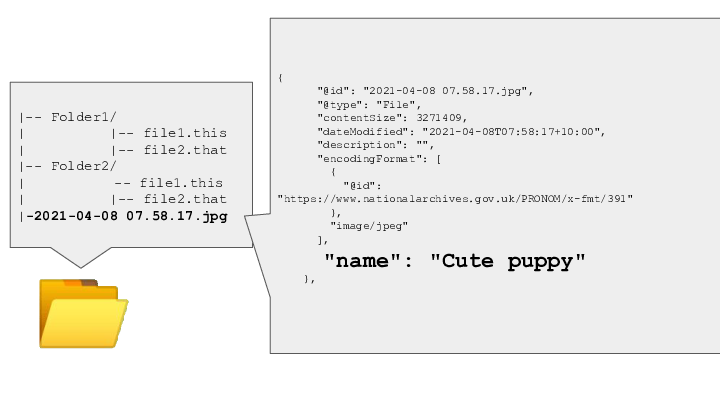 |-- Folder1/
|           |-- file1.this
|           |-- file2.that
|-- Folder2/
|           -- file1.this
|           |-- file2.that
|-2021-04-08 07.58.17.jpg
{
"@id": "2021-04-08 07.58.17.jpg",
"@type": "File",
"contentSize": 3271409,
"dateModified": "2021-04-08T07:58:17+10:00",
"description": "",
"encodingFormat": [
{
"@id":
"https://www.nationalarchives.gov.uk/PRONOM/x-fmt/391"
},
"image/jpeg"
],
"name": "Cute puppy"
},